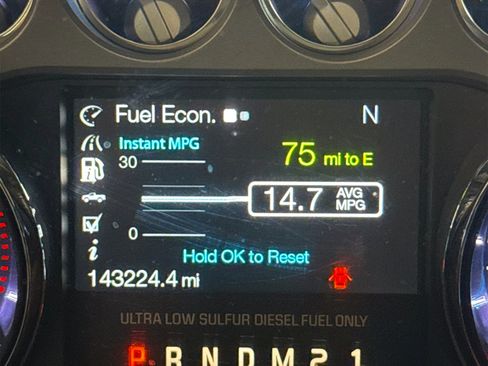 Fuel Econ. N
Instant MPG
75 mi to E
30
14.7 AVG MPG
0
Hold OK to Reset
143224.4 mi
ULTRA LOW SULFUR DIESEL FUEL ONLY
P R N D M 2 1